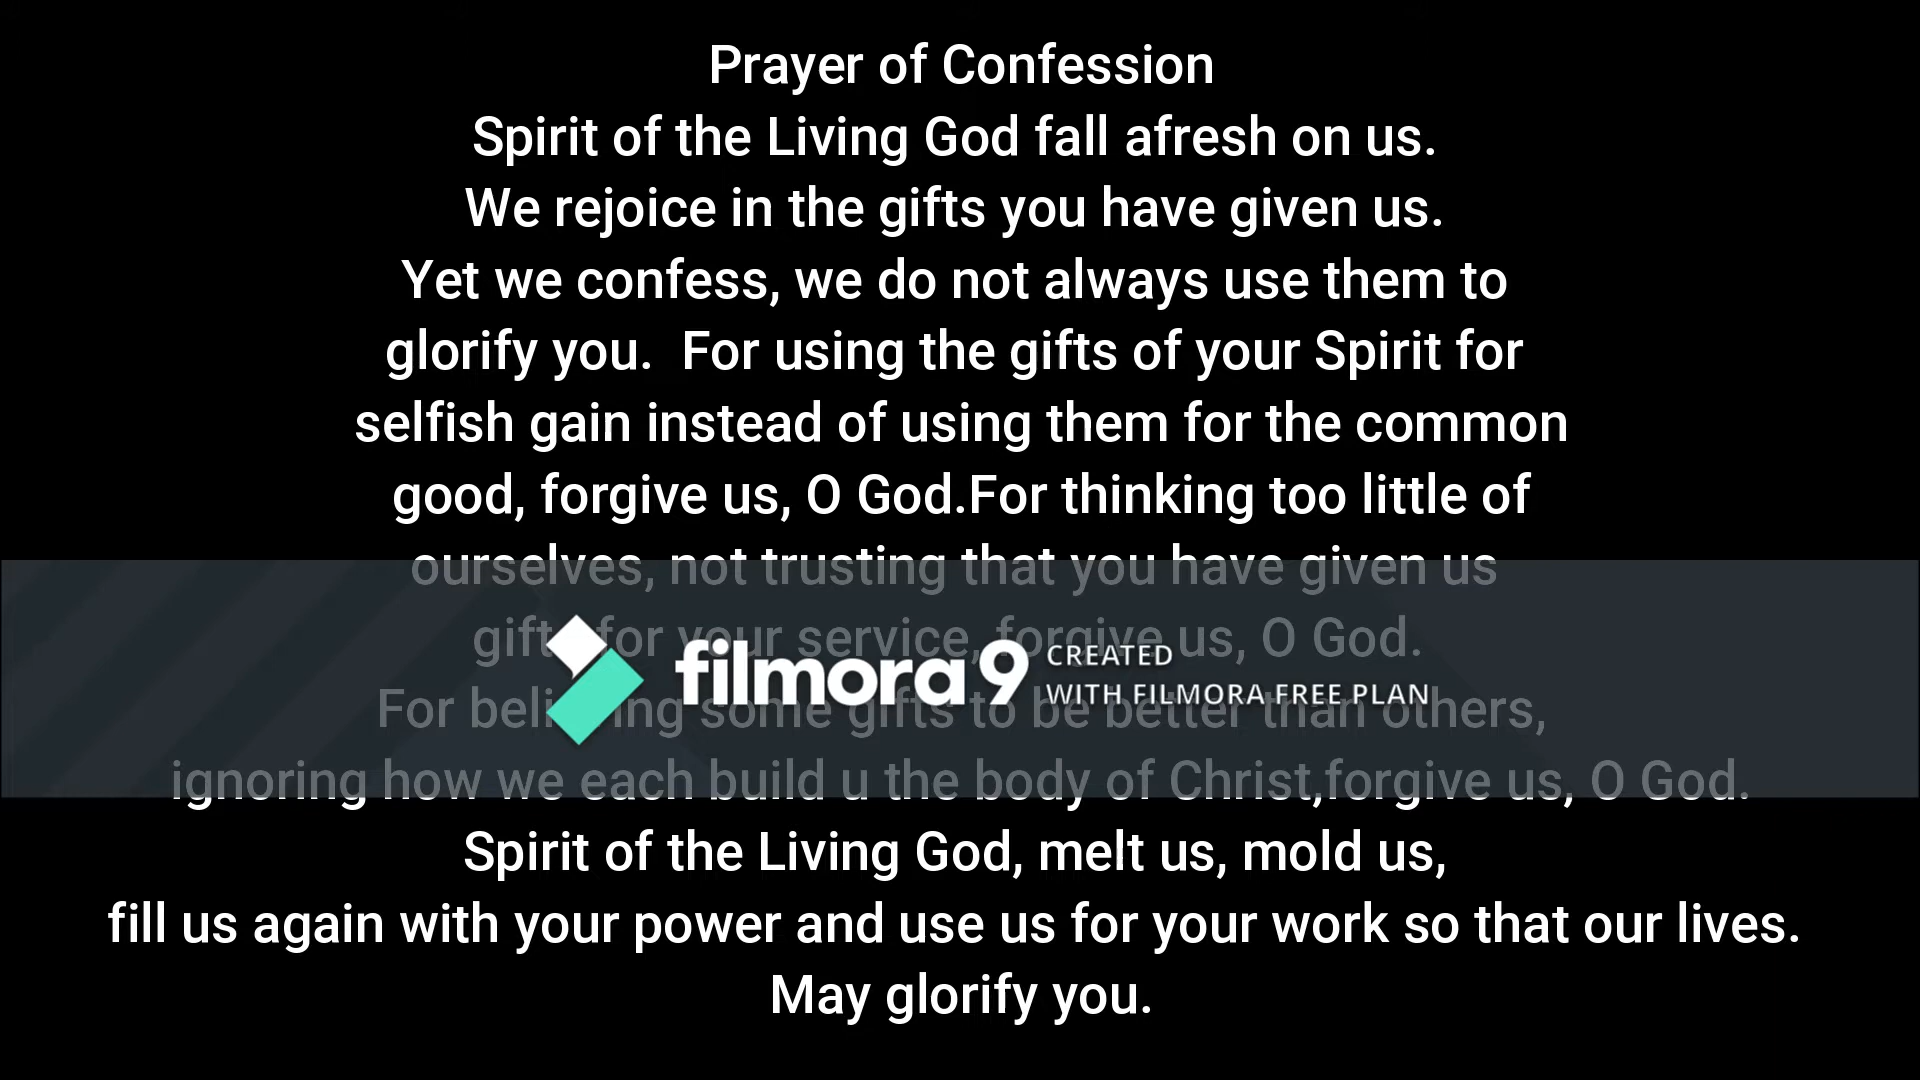 Prayer of Confession
Spirit of the Living God fall afresh on us.
We rejoice in the gifts you have given us.
Yet we confess, we do not always use them to
glorify you.  For using the gifts of your Spirit for
selfish gain instead of using them for the common
good, forgive us, O God.For thinking too little of
ourselves, not trusting that you have given us
gifts for your service, forgive us, O God.
filmora9 CREATED
WITH FILMORA FREE PLAN
For believing some gifts to be better than others,
ignoring how we each build u the body of Christ,forgive us, O God.
Spirit of the Living God, melt us, mold us,
fill us again with your power and use us for your work so that our lives.
May glorify you.